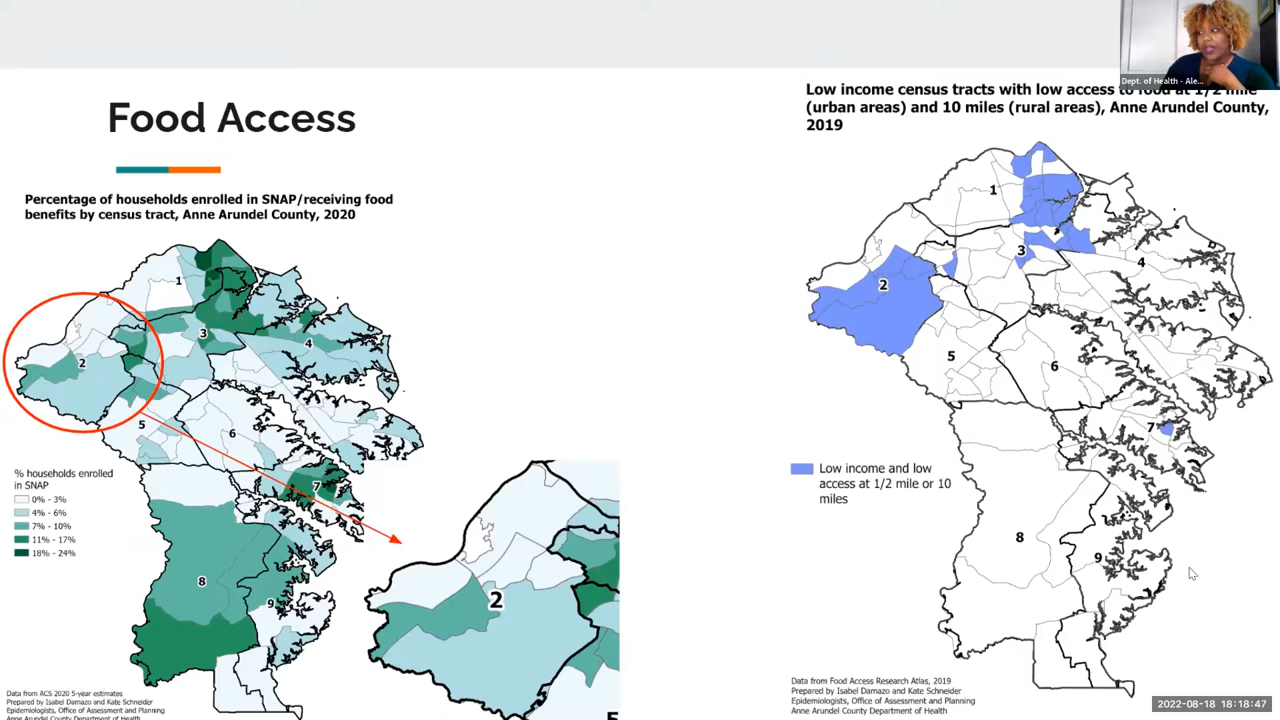 Dept. of Health - Ale...
Food Access
Percentage of households enrolled in SNAP/receiving food
benefits by census tract, Anne Arundel County, 2020
1
2
3
4
5
6
7
8
9
% households enrolled
in SNAP
0% - 3%
4% - 6%
7% - 10%
11% - 17%
18% - 24%
2
5
Data from ACS 2020 5-year estimates
Prepared by Isabel Damazo and Kate Schneider
Epidemiologists, Office of Assessment and Planning
Anne Arundel County Department of Health
Low income census tracts with low access to food at 1/2 mile
(urban areas) and 10 miles (rural areas), Anne Arundel County,
2019
1
2
3
4
5
6
7
8
9
Low income and low
access at 1/2 mile or 10
miles
Data from Food Access Research Atlas, 2019
Prepared by Isabel Damazo and Kate Schneider
Epidemiologists, Office of Assessment and Planning
Anne Arundel County Department of Health
2022-08-18 18:18:47